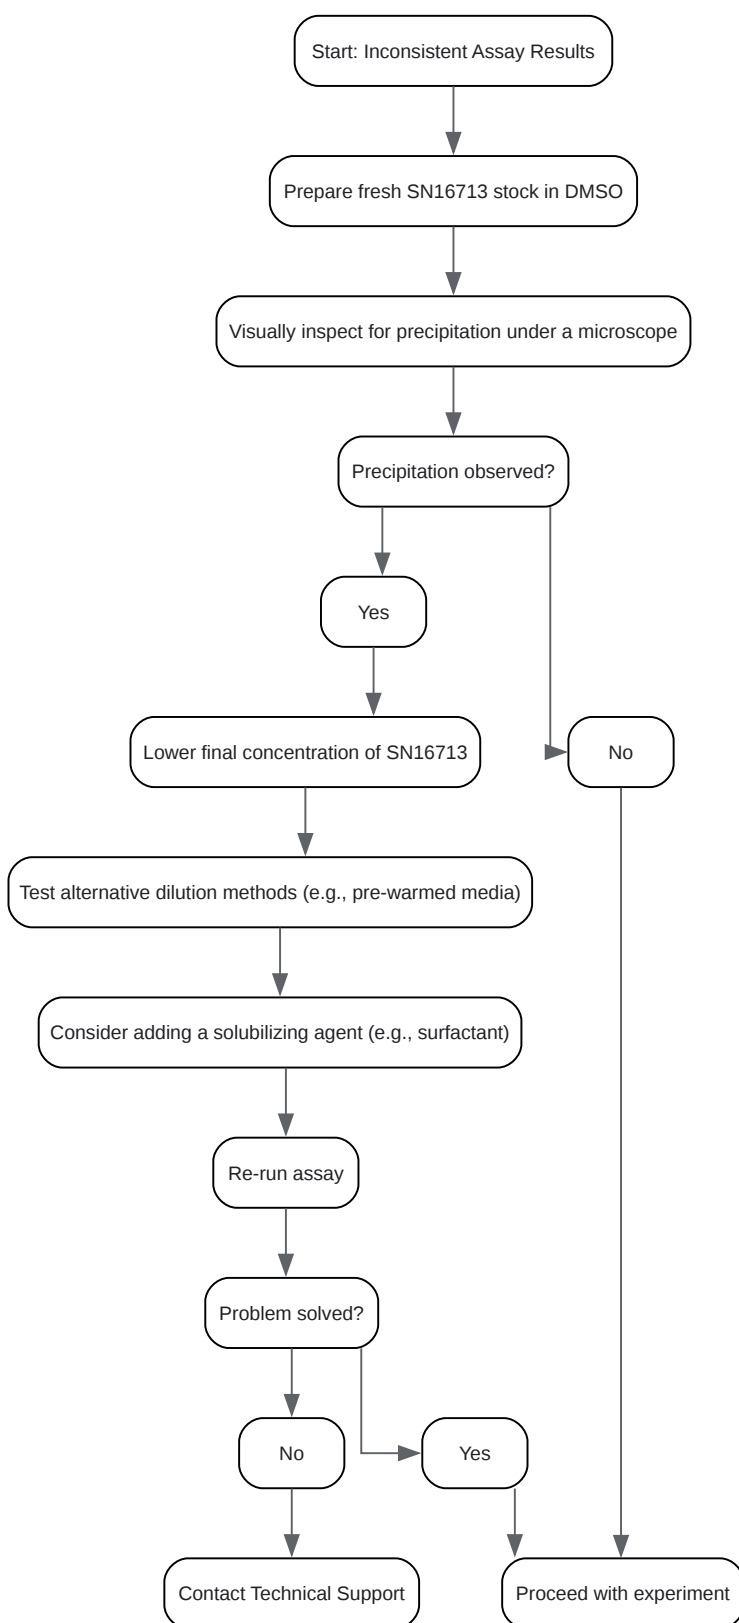 Start: Inconsistent Assay Results
Prepare fresh SN16713 stock in DMSO
Visually inspect for precipitation under a microscope
Precipitation observed?
Yes
Lower final concentration of SN16713
No
Test alternative dilution methods (e.g., pre-warmed media)
Consider adding a solubilizing agent (e.g., surfactant)
Re-run assay
Problem solved?
No
Yes
Contact Technical Support
Proceed with experiment